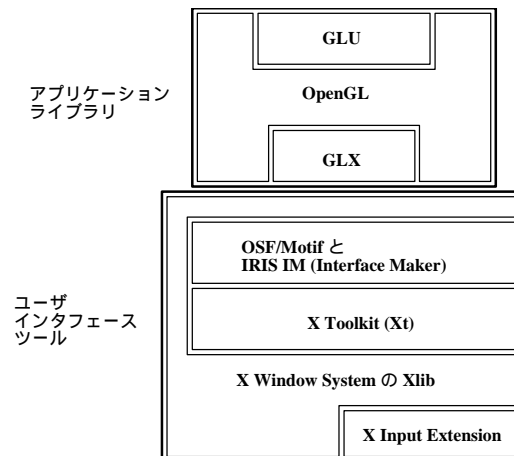 GLU
アプリケーション
ライブラリ
OpenGL
GLX
OSF/Motif と
IRIS IM (Interface Maker)
ユーザ
インタフェース
ツール
X Toolkit (Xt)
X Window System の Xlib
X Input Extension